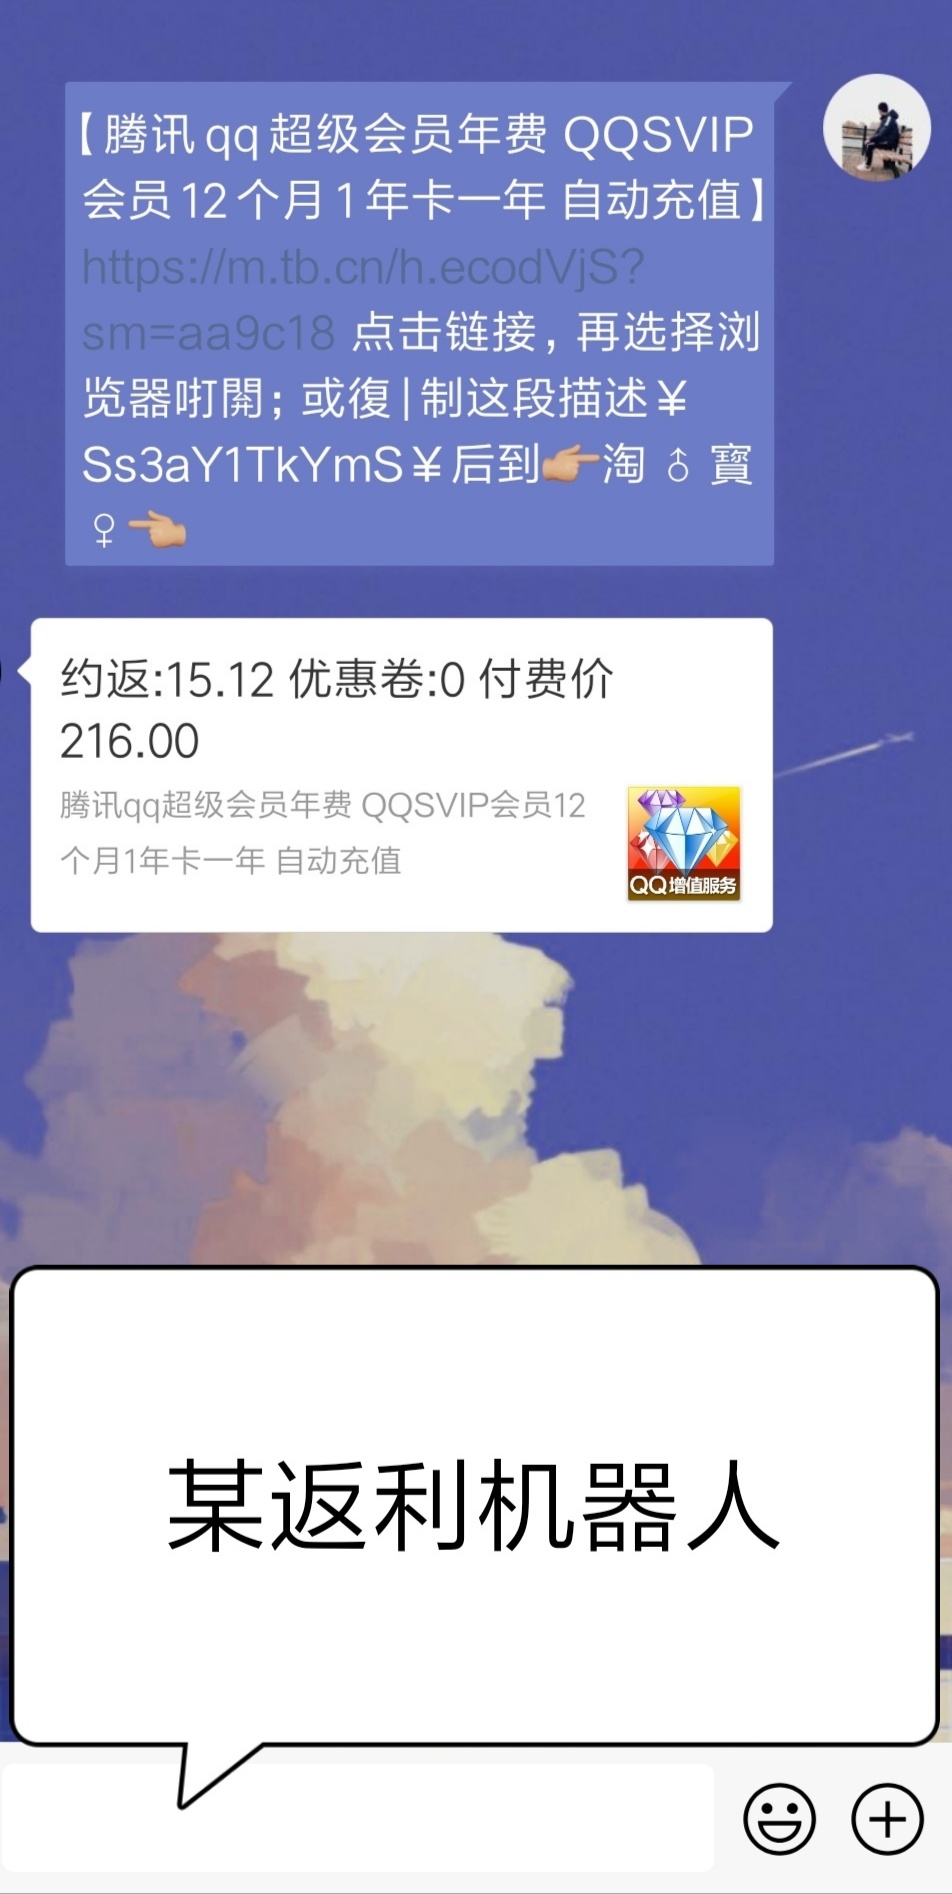 【腾讯qq超级会员年费 QQSVIP
会员12个月1年卡一年 自动充值】
https://m.tb.cn/h.ecodVjS?
sm=aa9c18 点击链接，再选择浏
览器咑開；或復|制这段描述￥
Ss3aY1TkYmS￥后到👉淘♂寳
♀👈
约返:15.12 优惠卷:0 付费价
216.00
腾讯qq超级会员年费 QQSVIP会员12
个月1年卡一年 自动充值
QQ增值服务
某返利机器人